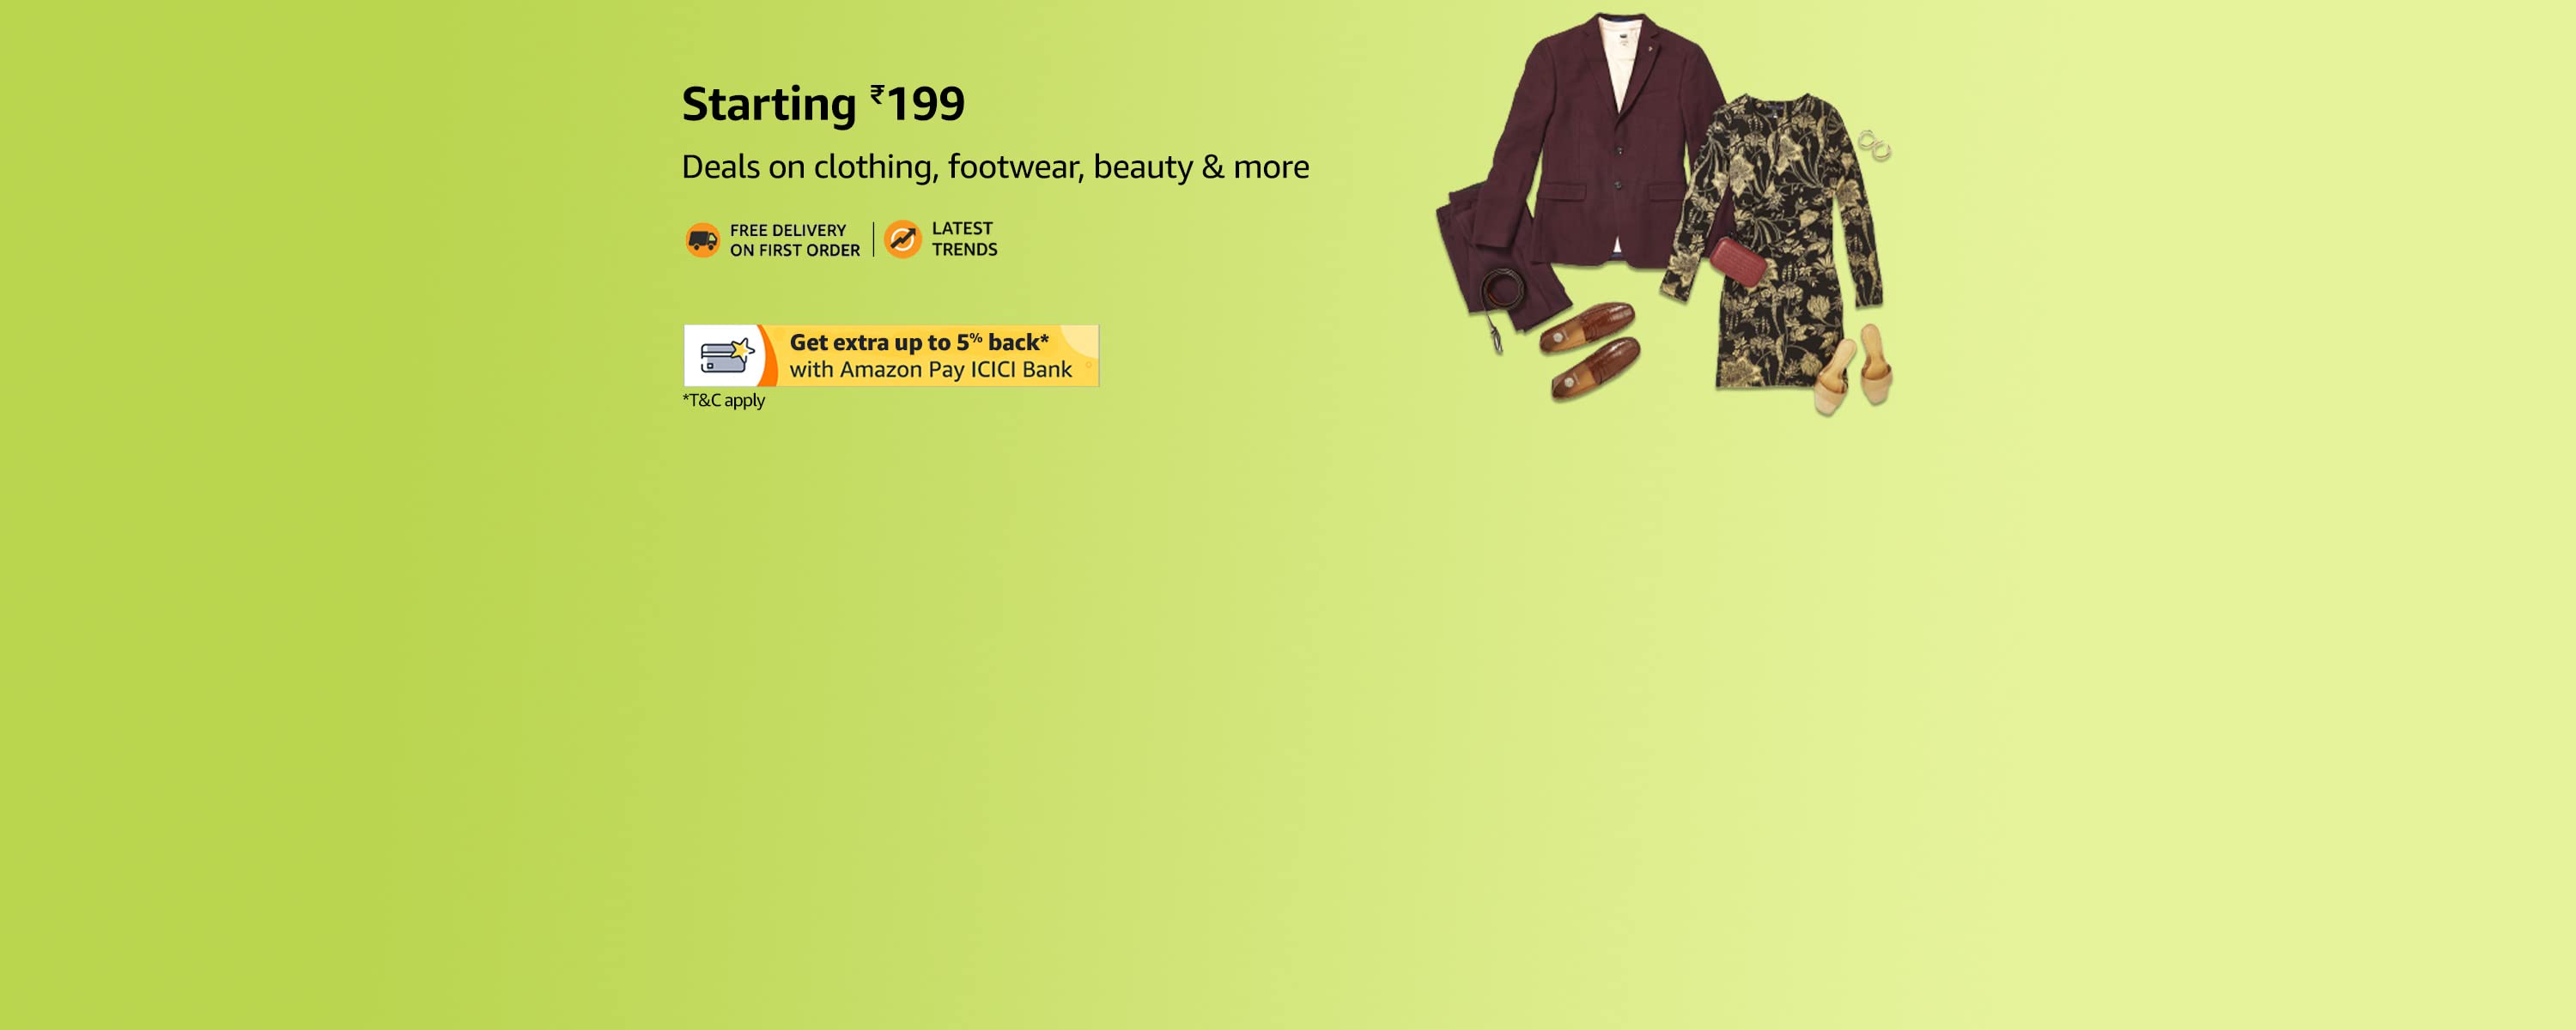 Starting ₹199
Deals on clothing, footwear, beauty & more
FREE DELIVERY
ON FIRST ORDER
LATEST
TRENDS
Get extra up to 5% back*
with Amazon Pay ICICI Bank
*T&C apply